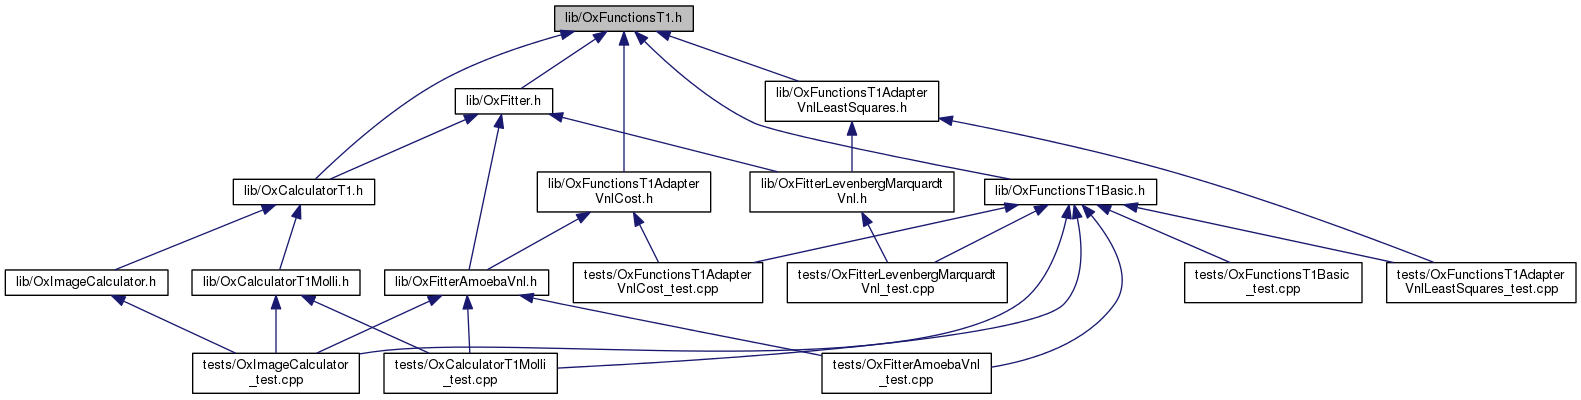 lib/OxFunctionsT1.h
lib/OxFitter.h
lib/OxFunctionsT1Adapter
VnlLeastSquares.h
lib/OxCalculatorT1.h
lib/OxFunctionsT1Adapter
VnlCost.h
lib/OxFitterLevenbergMarquardt
Vnl.h
lib/OxFunctionsT1Basic.h
lib/OxImageCalculator.h
lib/OxCalculatorT1Molli.h
lib/OxFitterAmoebaVnl.h
tests/OxFunctionsT1Adapter
VnlCost_test.cpp
tests/OxFitterLevenbergMarquardt
Vnl_test.cpp
tests/OxFunctionsT1Basic
_test.cpp
tests/OxFunctionsT1Adapter
VnlLeastSquares_test.cpp
tests/OxImageCalculator
_test.cpp
tests/OxCalculatorT1Molli
_test.cpp
tests/OxFitterAmoebaVnl
_test.cpp